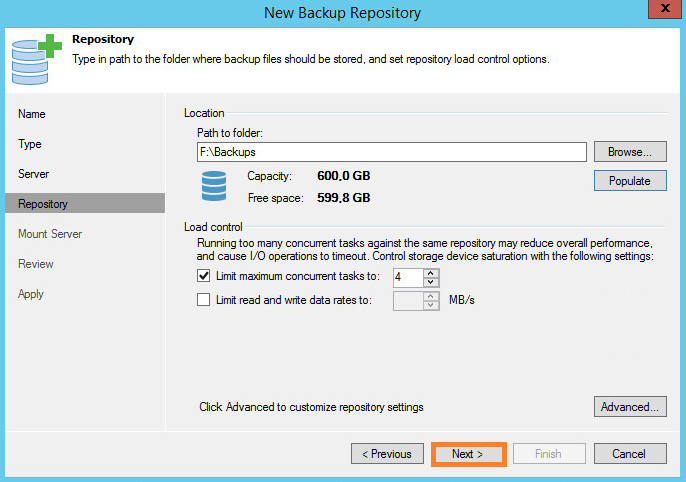 New Backup Repository
x
Repository
Type in path to the folder where backup files should be stored, and set repository load control options.
Name
Type
Server
Repository
Mount Server
Review
Apply
Location
Path to folder:
F:\Backups
Browse...
Capacity: 600,0 GB
Populate
Free space: 599,8 GB
Load control
Running too many concurrent tasks against the same repository may reduce overall performance,
and cause I/O operations to timeout. Control storage device saturation with the following settings:
Limit maximum concurrent tasks to: 4
Limit read and write data rates to: MB/s
Click Advanced to customize repository settings
Advanced...
< Previous
Next >
Finish
Cancel